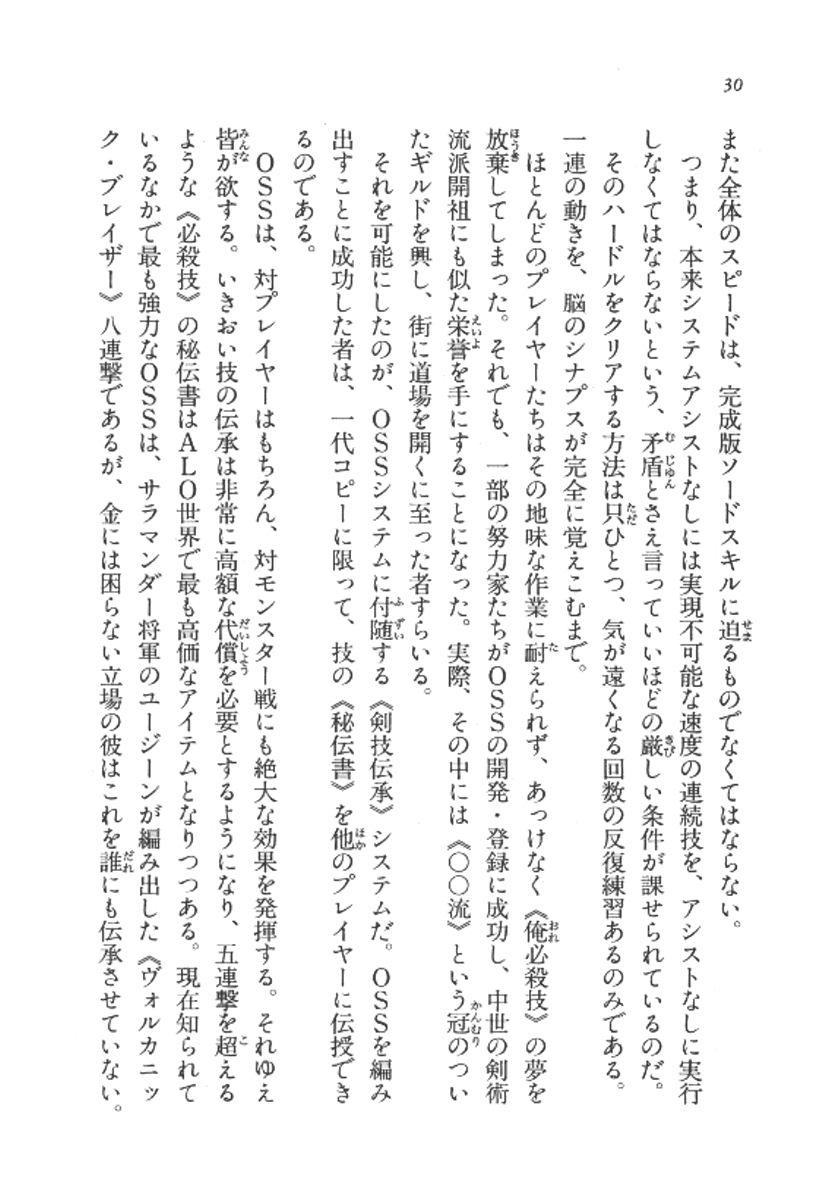 30
また全体のスピードは、完成版ソードスキルに迫るものでなくてはならない。
つまり、本来システムアシストなしには実現不可能な速度の連続技を、アシストなしに実行
しなくてはならないという、矛盾とさえ言っていいほどの厳しい条件が課せられているのだ。
そのハードルをクリアする方法は只ひとつ、気が遠くなる回数の反復練習あるのみである。
一連の動きを、脳のシナプスが完全に覚えこむまで。
ほとんどのプレイヤーたちはその地味な作業に耐えられず、あっけなく《俺必殺技》の夢を
放棄してしまった。それでも、一部の努力家たちがOSSの開発・登録に成功し、中世の剣術
流派開祖にも似た栄誉を手にすることになった。実際、その中には《○○流》という冠のつい
たギルドを興し、街に道場を開くに至った者すらいる。
それを可能にしたのが、OSSシステムに付随する《剣技伝承》システムだ。OSSを編み
出すことに成功した者は、一代コピーに限って、技の《秘伝書》を他のプレイヤーに伝授でき
るのである。
OSSは、対プレイヤーはもちろん、対モンスター戦にも絶大な効果を発揮する。それゆえ
皆が欲する。いきおい技の伝承は非常に高額な代償を必要とするようになり、五連撃を超える
ような《必殺技》の秘伝書はALO世界で最も高価なアイテムとなりつつある。現在知られて
いるなかで最も強力なOSSは、サラマンダー将軍のユージーンが編み出した《ヴォルカニッ
ク・ブレイザー》八連撃であるが、金には困らない立場の彼はこれを誰にも伝承させていない。